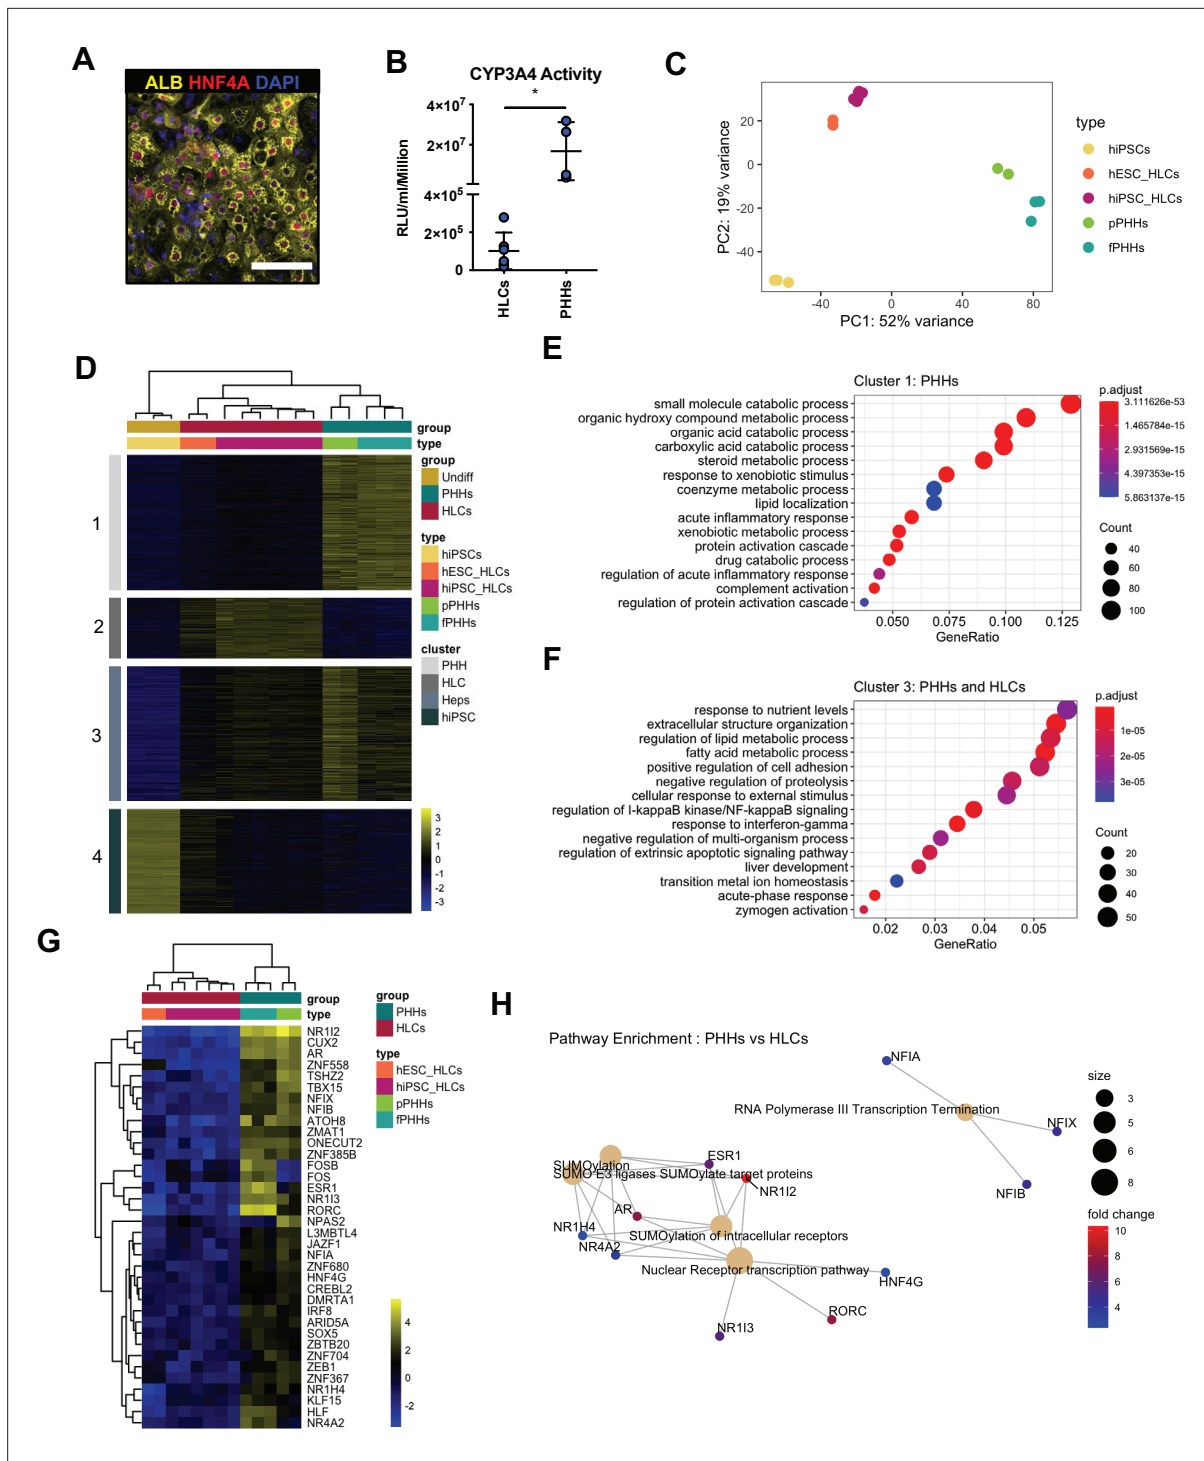 A
ALB HNF4A DAPI
B
CYP3A4 Activity
*
4×10⁷
2×10⁷
4×10⁵
2×10⁵
0
RLU/ml/Million
HLCs
PHHs
C
20
0
-20
-40
-40
0
40
80
PC2: 19% variance
PC1: 52% variance
type
hiPSCs
hESC_HLCs
hiPSC_HLCs
pPHHs
fPHHs
D
group
type
1
2
3
4
group
Undiff
PHHs
HLCs
type
hiPSCs
hESC_HLCs
hiPSC_HLCs
pPHHs
fPHHs
cluster
PHH
HLC
Heps
hiPSC
3
2
1
0
-1
-2
-3
E
Cluster 1: PHHs
small molecule catabolic process
organic hydroxy compound metabolic process
organic acid catabolic process
carboxylic acid catabolic process
steroid metabolic process
response to xenobiotic stimulus
coenzyme metabolic process
lipid localization
acute inflammatory response
xenobiotic metabolic process
protein activation cascade
drug catabolic process
regulation of acute inflammatory response
complement activation
regulation of protein activation cascade
0.050
0.075
0.100
0.125
GeneRatio
p.adjust
3.111626e-53
1.465784e-15
2.931569e-15
4.397353e-15
5.863137e-15
Count
40
60
80
100
F
Cluster 3: PHHs and HLCs
response to nutrient levels
extracellular structure organization
regulation of lipid metabolic process
fatty acid metabolic process
positive regulation of cell adhesion
negative regulation of proteolysis
cellular response to external stimulus
regulation of I-kappaB kinase/NF-kappaB signaling
response to interferon-gamma
negative regulation of multi-organism process
regulation of extrinsic apoptotic signaling pathway
liver development
transition metal ion homeostasis
acute-phase response
zymogen activation
0.02
0.03
0.04
0.05
GeneRatio
p.adjust
1e-05
2e-05
3e-05
Count
20
30
40
50
G
group
type
NR1I2
CUX2
AR
ZNF558
TSHZ2
TBX15
NFIX
NFIB
ATOH8
ZMAT1
ONECUT2
ZNF385B
FOSB
FOS
ESR1
NR1I3
RORC
NPAS2
L3MBTL4
JAZF1
NFIA
ZNF680
HNF4G
CREBL2
DMRTA1
IRF8
ARID5A
SOX5
ZBTB20
ZNF704
ZEB1
ZNF367
NR1H4
KLF15
HLF
NR4A2
group
PHHs
HLCs
type
hESC_HLCs
hiPSC_HLCs
pPHHs
fPHHs
4
2
0
-2
H
Pathway Enrichment : PHHs vs HLCs
NFIA
RNA Polymerase III Transcription Termination
NFIX
NFIB
ESR1
SUMOylation
SUMO E3 ligases SUMOylate target proteins
NR1I2
AR
NR1H4
SUMOylation of intracellular receptors
NR4A2
Nuclear Receptor transcription pathway
HNF4G
RORC
NR1I3
size
3
5
6
8
fold change
10
8
6
4